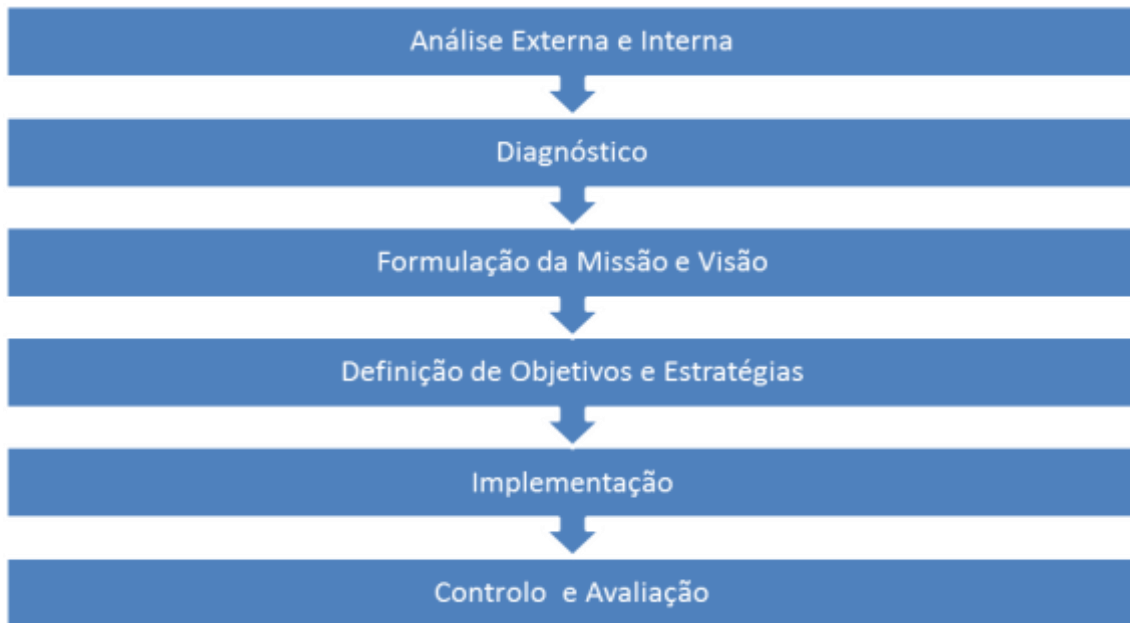 Análise Externa e Interna
Diagnóstico
Formulação da Missão e Visão
Definição de Objetivos e Estratégias
Implementação
Controlo  e Avaliação